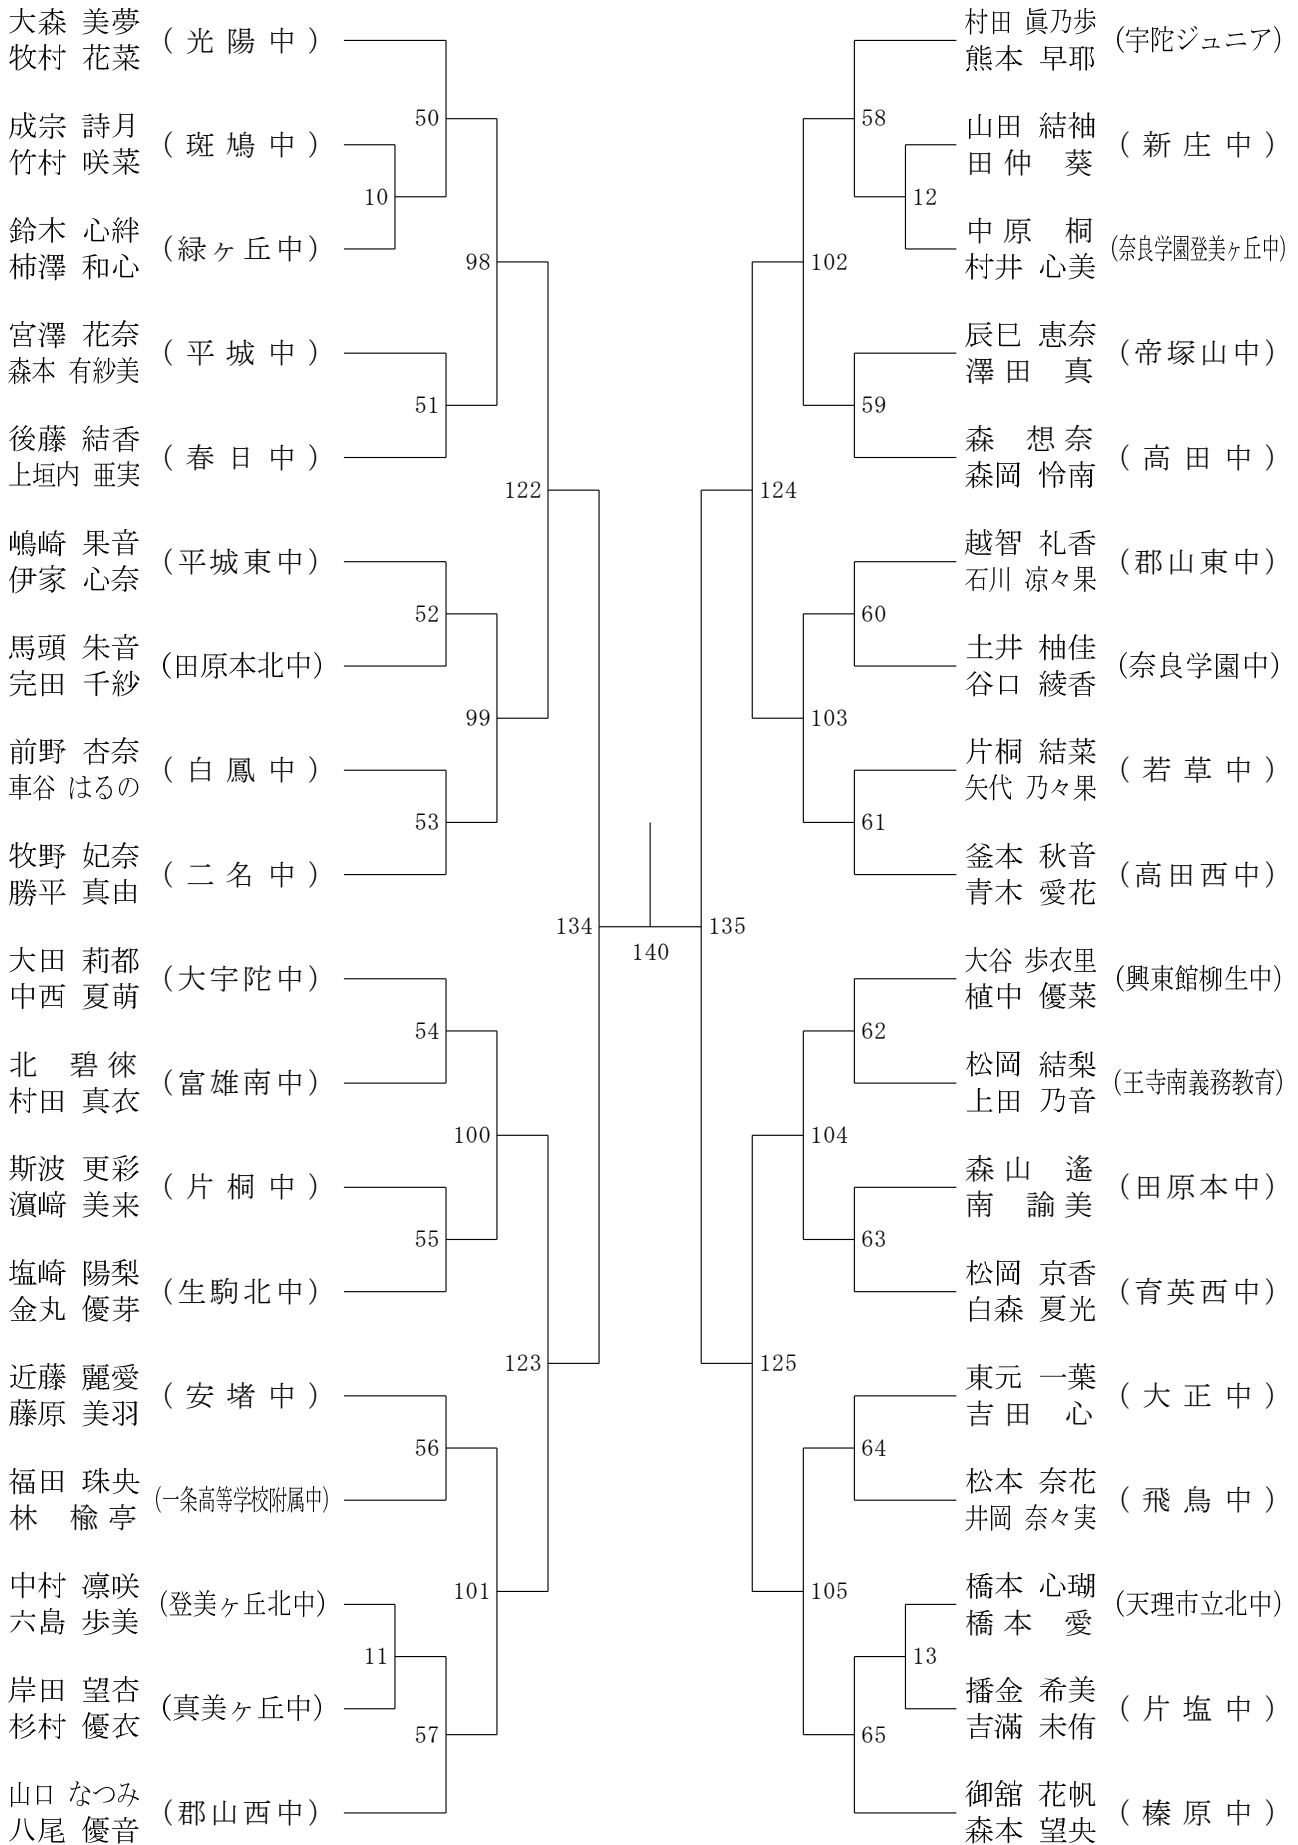 大森 美夢
牧村 花菜
(光陽中)
成宗 詩月
竹村 咲菜
(斑鳩中)
鈴木 心絆
柿澤 和心
(緑ヶ丘中)
宮澤 花奈
森本 有紗美
(平城中)
後藤 結香
上垣内 亜実
(春日中)
嶋崎 果音
伊家 心奈
(平城東中)
馬頭 朱音
完田 千紗
(田原本北中)
前野 杏奈
車谷 はるの
(白鳳中)
牧野 妃奈
勝平 真由
(二名中)
大田 莉都
中西 夏萌
(大宇陀中)
北 碧徠
村田 真衣
(富雄南中)
斯波 更彩
濵﨑 美来
(片桐中)
塩崎 陽梨
金丸 優芽
(生駒北中)
近藤 麗愛
藤原 美羽
(安堵中)
福田 珠央
林 楡亭
(一条高等学校附属中)
中村 凛咲
六島 歩美
(登美ヶ丘北中)
岸田 望杏
杉村 優衣
(真美ヶ丘中)
山口 なつみ
八尾 優音
(郡山西中)
50
10
98
51
122
52
99
53
134
54
100
55
123
56
101
11
57
140
135
58
12
102
59
124
60
103
61
62
104
63
125
64
105
13
65
村田 眞乃歩
熊本 早耶
(宇陀ジュニア)
山田 結袖
田仲 葵
(新庄中)
中原 桐
村井 心美
(奈良学園登美ヶ丘中)
辰巳 恵奈
澤田 真
(帝塚山中)
森 想奈
森岡 怜南
(高田中)
越智 礼香
石川 凉々果
(郡山東中)
土井 柚佳
谷口 綾香
(奈良学園中)
片桐 結菜
矢代 乃々果
(若草中)
釜本 秋音
青木 愛花
(高田西中)
大谷 歩衣里
植中 優菜
(興東館柳生中)
松岡 結梨
上田 乃音
(王寺南義務教育)
森山 遙
南 諭美
(田原本中)
松岡 京香
白森 夏光
(育英西中)
東元 一葉
吉田 心
(大正中)
松本 奈花
井岡 奈々実
(飛鳥中)
橋本 心瑚
橋本 愛
(天理市立北中)
播金 希美
吉滿 未侑
(片塩中)
御舘 花帆
森本 望央
(榛原中)